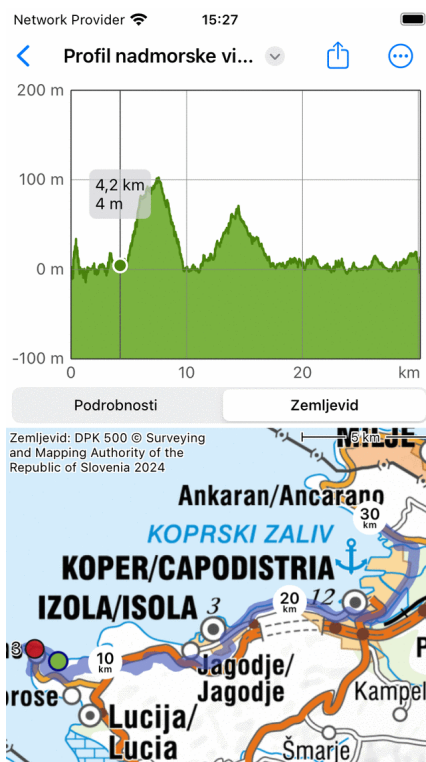 Network Provider
15:27
Profil nadmorske vi...
200 m
100 m
4,2 km
4 m
0 m
-100 m
0
10
20
km
Podrobnosti
Zemljevid
Zemljevid: DPK 500 © Surveying
and Mapping Authority of the
Republic of Slovenia 2024
MILJE
5 km
Ankaran/Ancarano
30
km
KOPRSKI ZALIV
KOPER/CAPODISTRIA
IZOLA/ISOLA
3
20
km
12
10
km
Jagodje/
Jagodje
orose
Kampel
Lucija/
Lucia
Šmarje